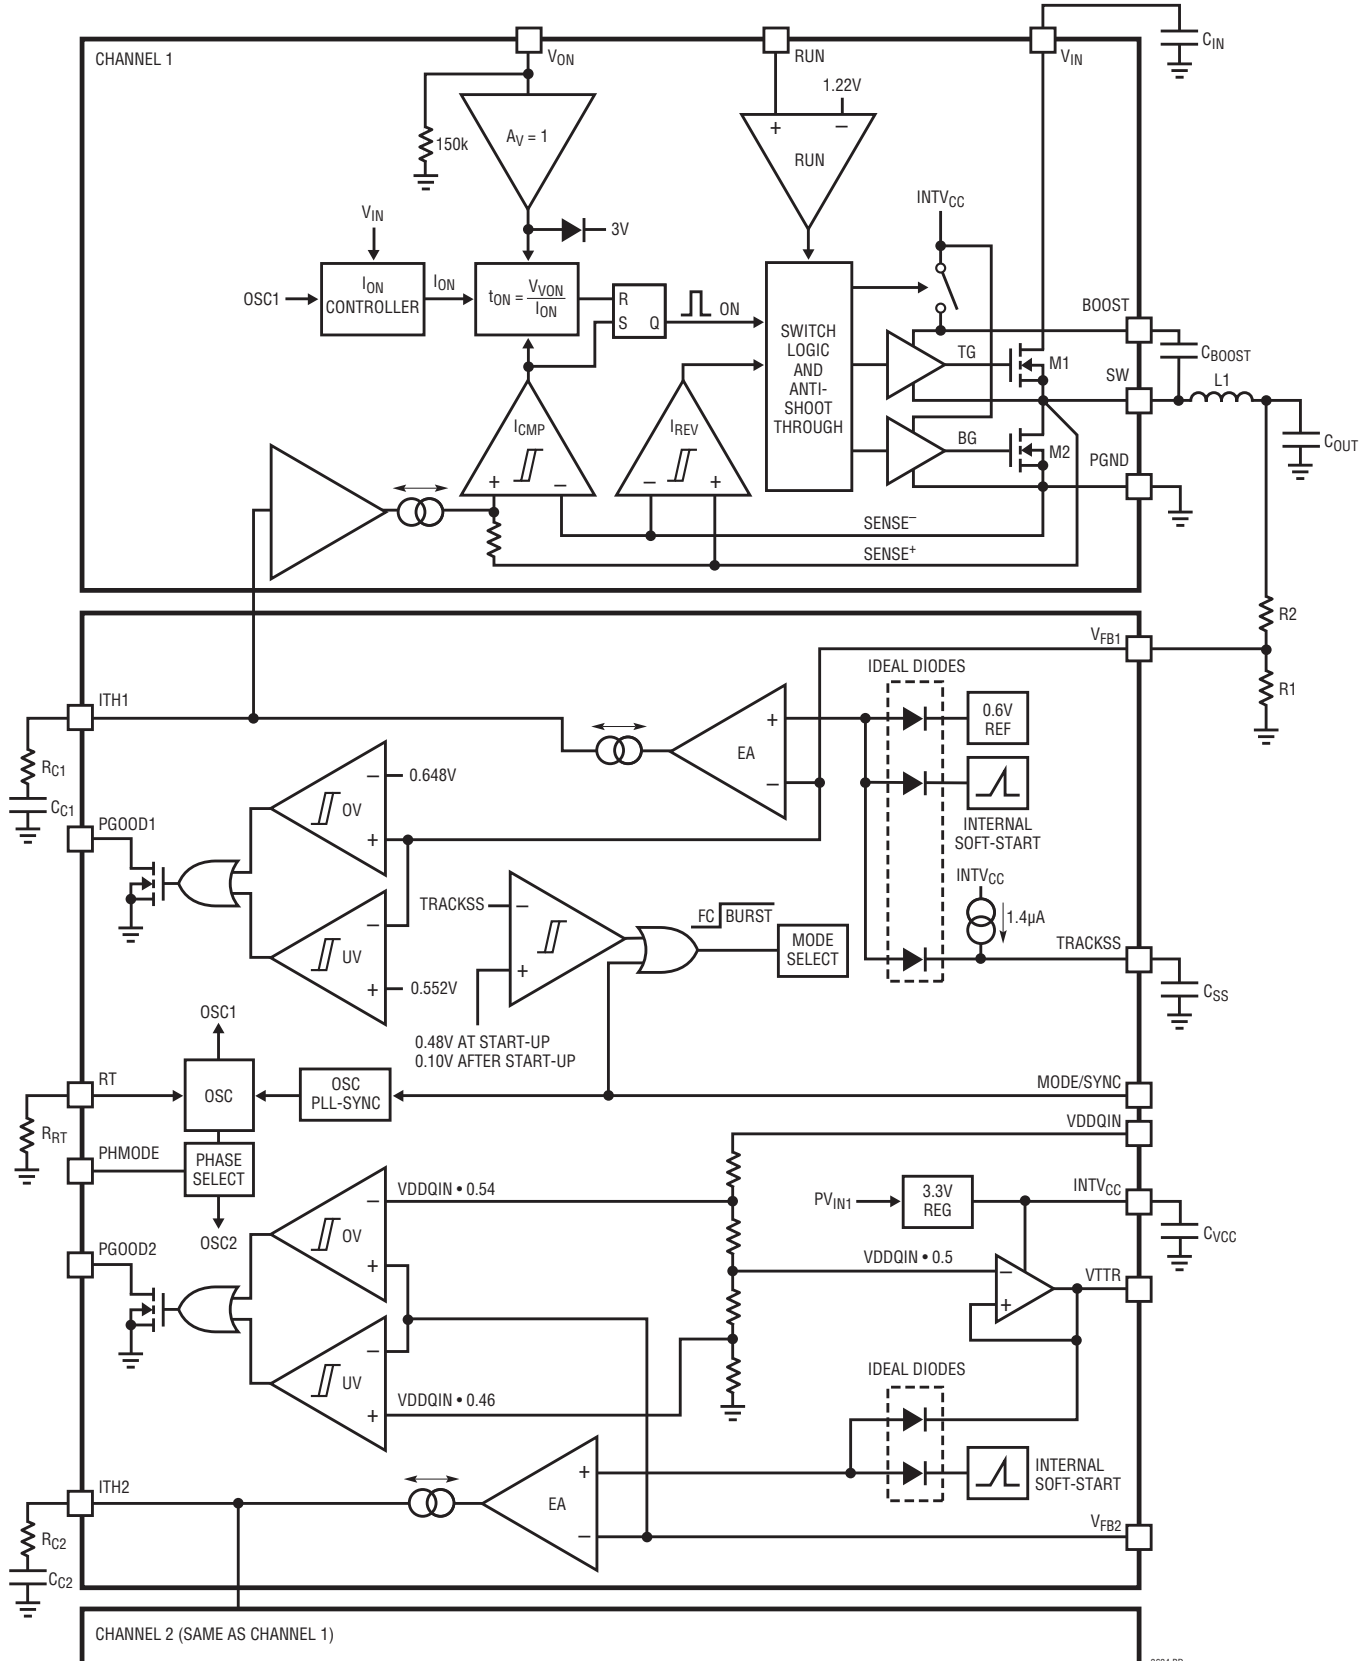 CHANNEL 1
VON
RUN
VIN
CIN
1.22V
150k
AV = 1
+
–
RUN
INTVCC
3V
VIN
OSC1
ION
CONTROLLER
ION
tON = VVON
ION
R
S
Q
ON
SWITCH
LOGIC
AND
ANTI-
SHOOT
THROUGH
BOOST
TG
M1
CBOOST
SW
L1
BG
M2
PGND
COUT
ICMP
+
–
IREV
–
+
SENSE–
SENSE+
R2
VFB1
R1
IDEAL DIODES
ITH1
+
EA
–
0.6V
REF
INTERNAL
SOFT-START
RC1
CC1
–
0.648V
OV
+
PGOOD1
–
UV
+
0.552V
TRACKSS
–
+
FC
BURST
MODE
SELECT
INTVCC
1.4µA
TRACKSS
CSS
0.48V AT START-UP
0.10V AFTER START-UP
OSC1
RT
OSC
OSC
PLL-SYNC
MODE/SYNC
RRT
VDDQIN
PHMODE
PHASE
SELECT
OSC2
–
VDDQIN • 0.54
OV
+
PVIN1
3.3V
REG
INTVCC
CVCC
PGOOD2
VDDQIN • 0.5
–
+
VTTR
–
UV
+
VDDQIN • 0.46
IDEAL DIODES
ITH2
+
EA
–
INTERNAL
SOFT-START
RC2
CC2
VFB2
CHANNEL 2 (SAME AS CHANNEL 1)